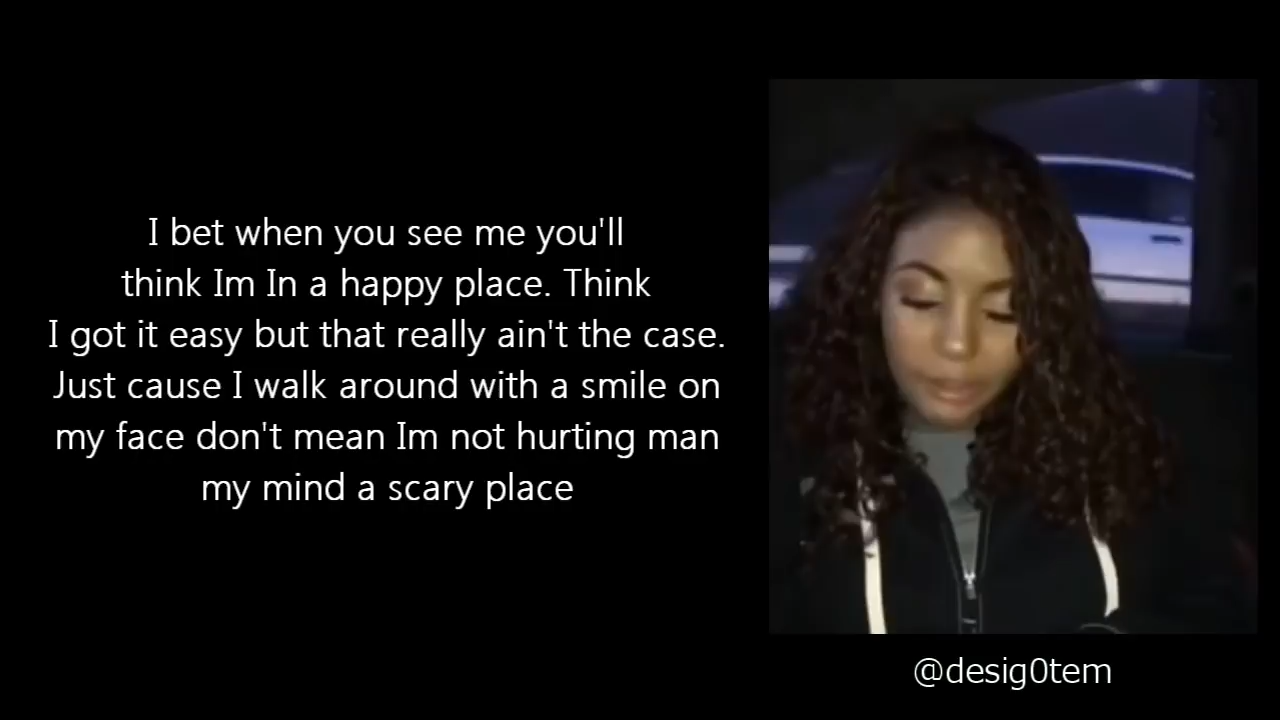 I bet when you see me you'll
think Im In a happy place. Think
I got it easy but that really ain't the case.
Just cause I walk around with a smile on
my face don't mean Im not hurting man
my mind a scary place
@desig0tem